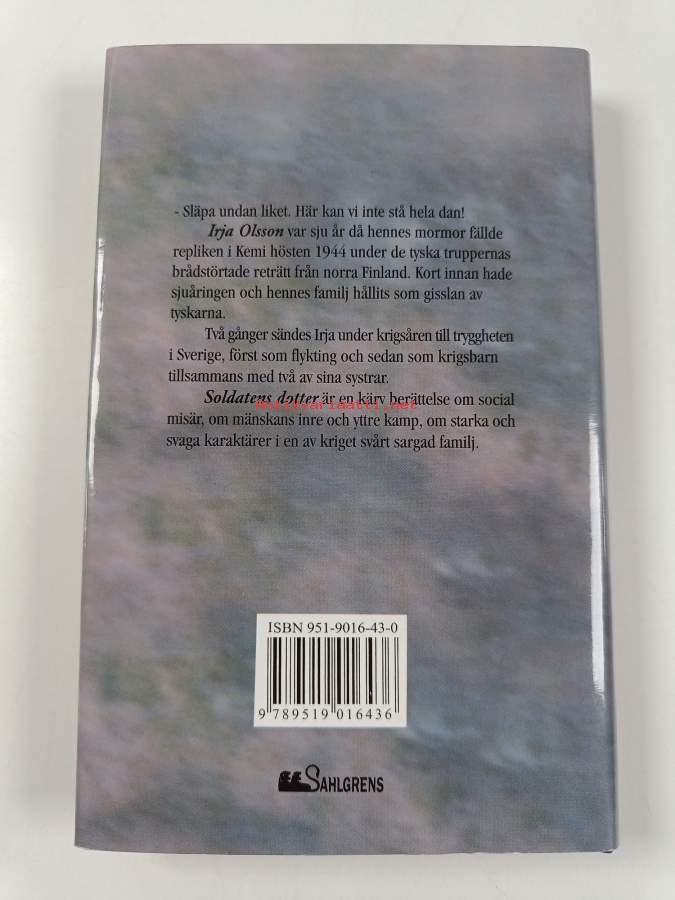 - Släpa undan liket. Här kan vi inte stå hela dan!
Irja Olsson var sju år då hennes mormor fällde
repliken i Kemi hösten 1944 under de tyska truppernas
brådstörtade reträtt från norra Finland. Kort innan hade
sjuåringen och hennes familj hållits som gisslan av
tyskarna.
Två gånger sändes Irja under krigsåren till tryggheten
i Sverige, först som flykting och sedan som krigsbarn
tillsammans med två av sina systrar.
Soldatens dotter är en kärv berättelse om social
antikvariaatti.net
misär, om mänskans inre och yttre kamp, om starka och
svaga karaktärer i en av kriget svårt sargad familj.
ISBN 951-9016-43-0
9 789519 016436
SAHLGRENS